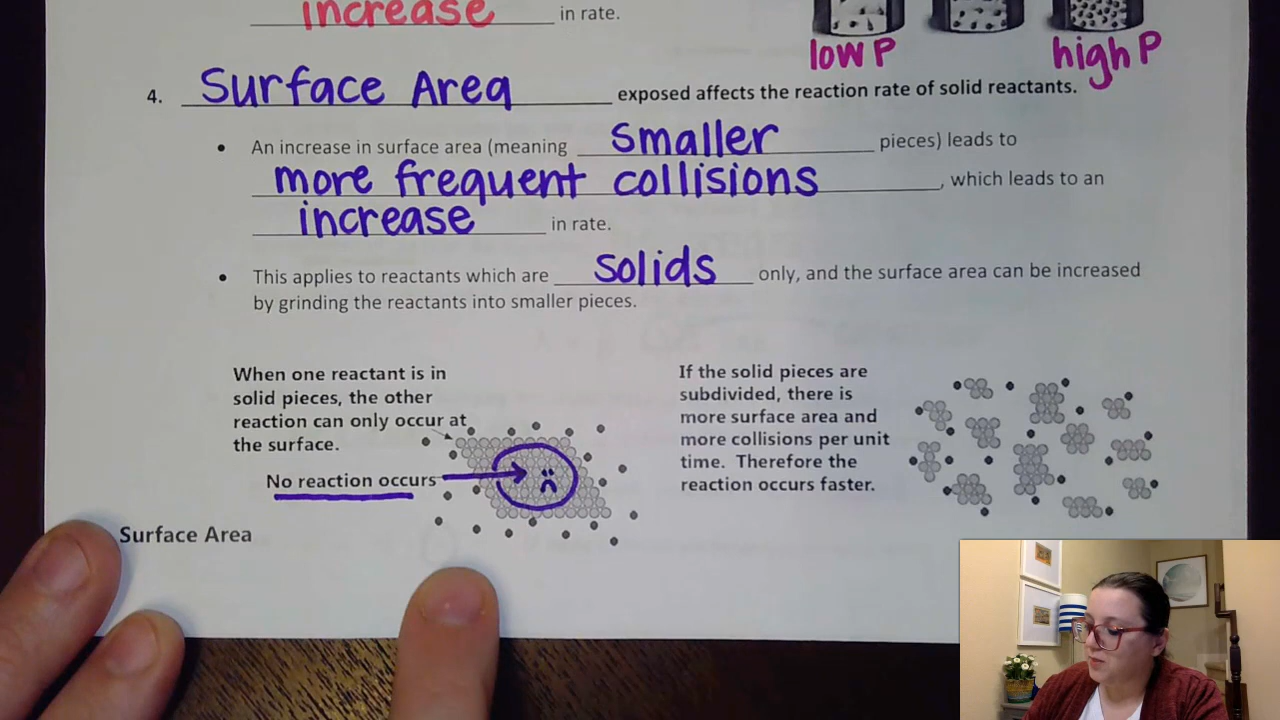 increase in rate.
low P high P
4. Surface Area exposed affects the reaction rate of solid reactants.
• An increase in surface area (meaning smaller pieces) leads to
more frequent collisions, which leads to an
increase in rate.
• This applies to reactants which are solids only, and the surface area can be increased
by grinding the reactants into smaller pieces.
When one reactant is in
solid pieces, the other
reaction can only occur at
the surface.
No reaction occurs
Surface Area
If the solid pieces are
subdivided, there is
more surface area and
more collisions per unit
time. Therefore the
reaction occurs faster.